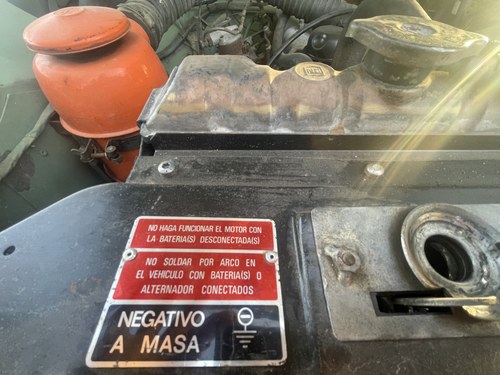 NO HAGA FUNCIONAR EL MOTOR CON
LA BATERIA(S) DESCONECTADA(S)
NO SOLDAR POR ARCO EN
EL VEHICULO CON BATERIA(S) O
ALTERNADOR CONECTADOS
NEGATIVO
A MASA